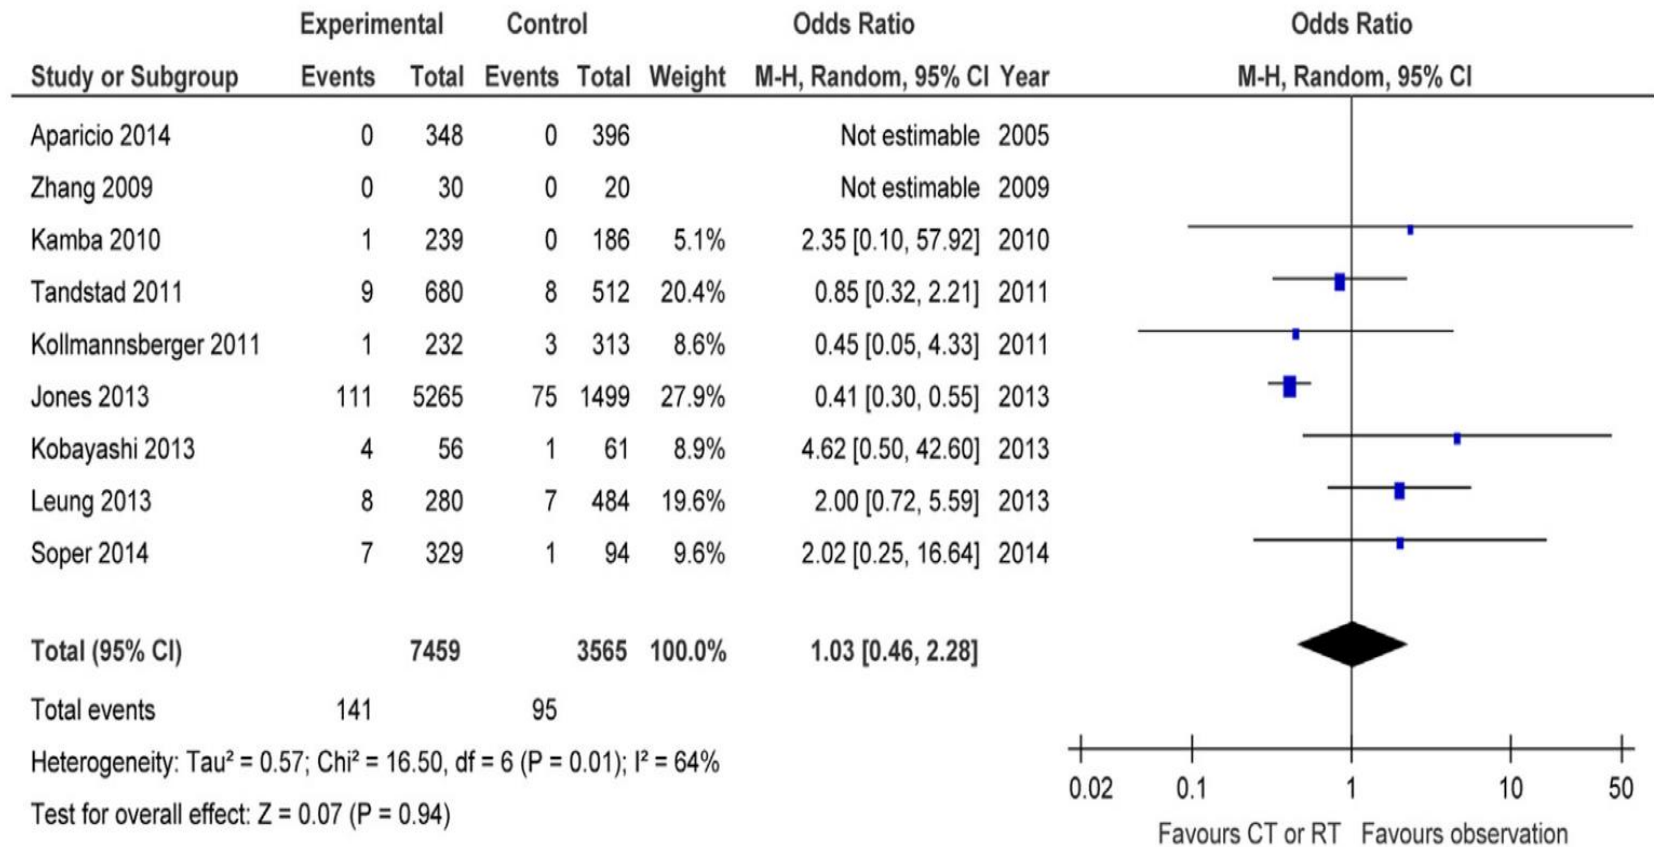 Experimental Control Odds Ratio Odds Ratio
Study or Subgroup Events Total Events Total Weight M-H, Random, 95% CI Year M-H, Random, 95% CI
Aparicio 2014 0 348 0 396 Not estimable 2005
Zhang 2009 0 30 0 20 Not estimable 2009
Kamba 2010 1 239 0 186 5.1% 2.35 [0.10, 57.92] 2010
Tandstad 2011 9 680 8 512 20.4% 0.85 [0.32, 2.21] 2011
Kollmannsberger 2011 1 232 3 313 8.6% 0.45 [0.05, 4.33] 2011
Jones 2013 111 5265 75 1499 27.9% 0.41 [0.30, 0.55] 2013
Kobayashi 2013 4 56 1 61 8.9% 4.62 [0.50, 42.60] 2013
Leung 2013 8 280 7 484 19.6% 2.00 [0.72, 5.59] 2013
Soper 2014 7 329 1 94 9.6% 2.02 [0.25, 16.64] 2014
Total (95% CI) 7459 3565 100.0% 1.03 [0.46, 2.28]
Total events 141 95
Heterogeneity: Tau² = 0.57; Chi² = 16.50, df = 6 (P = 0.01); I² = 64%
Test for overall effect: Z = 0.07 (P = 0.94)
0.02 0.1 1 10 50
Favours CT or RT Favours observation